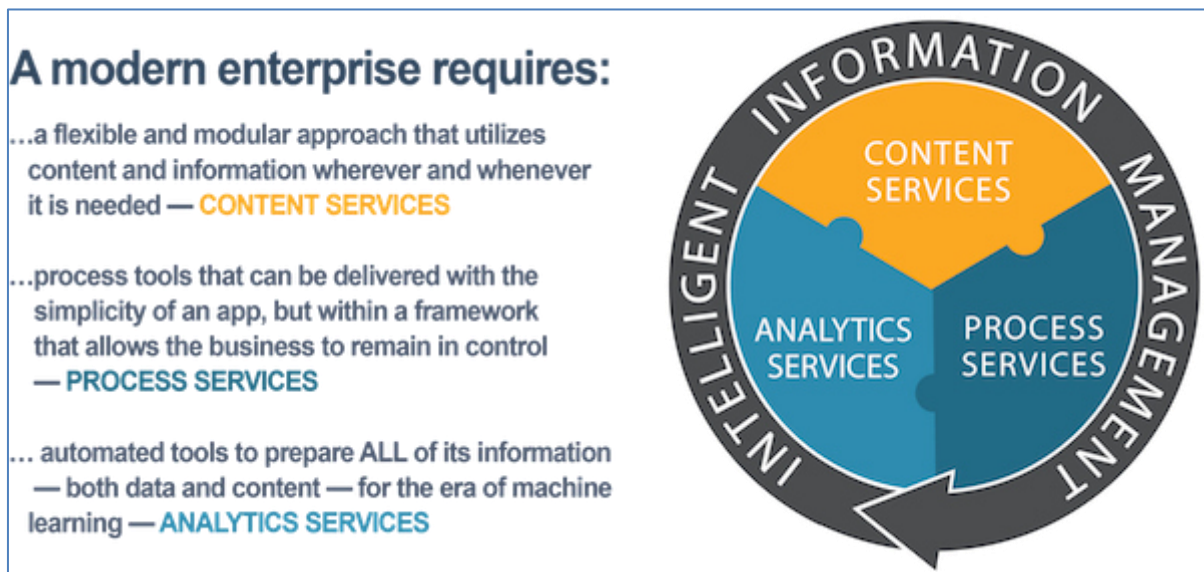 A modern enterprise requires:
...a flexible and modular approach that utilizes
content and information wherever and whenever
it is needed — CONTENT SERVICES
...process tools that can be delivered with the
simplicity of an app, but within a framework
that allows the business to remain in control
— PROCESS SERVICES
... automated tools to prepare ALL of its information
— both data and content — for the era of machine
learning — ANALYTICS SERVICES
INTELLIGENT INFORMATION MANAGEMENT
CONTENT
SERVICES
ANALYTICS
SERVICES
PROCESS
SERVICES